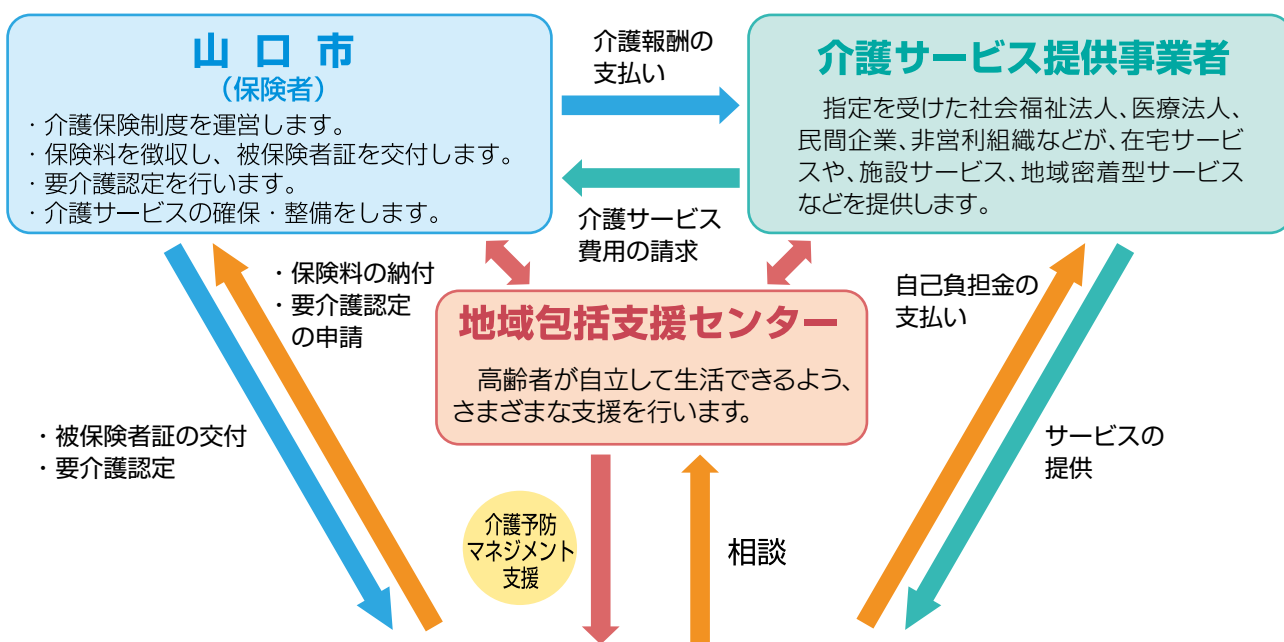 山口市
（保険者）
・介護保険制度を運営します。
・保険料を徴収し、被保険者証を交付します。
・要介護認定を行います。
・介護サービスの確保・整備をします。
介護報酬の
支払い
介護サービス
費用の請求
介護サービス提供事業者
指定を受けた社会福祉法人、医療法人、
民間企業、非営利組織などが、在宅サービ
スや、施設サービス、地域密着型サービス
などを提供します。
・保険料の納付
・要介護認定
の申請
地域包括支援センター
高齢者が自立して生活できるよう、
さまざまな支援を行います。
自己負担金の
支払い
・被保険者証の交付
・要介護認定
介護予防
マネジメント
支援
相談
サービスの
提供